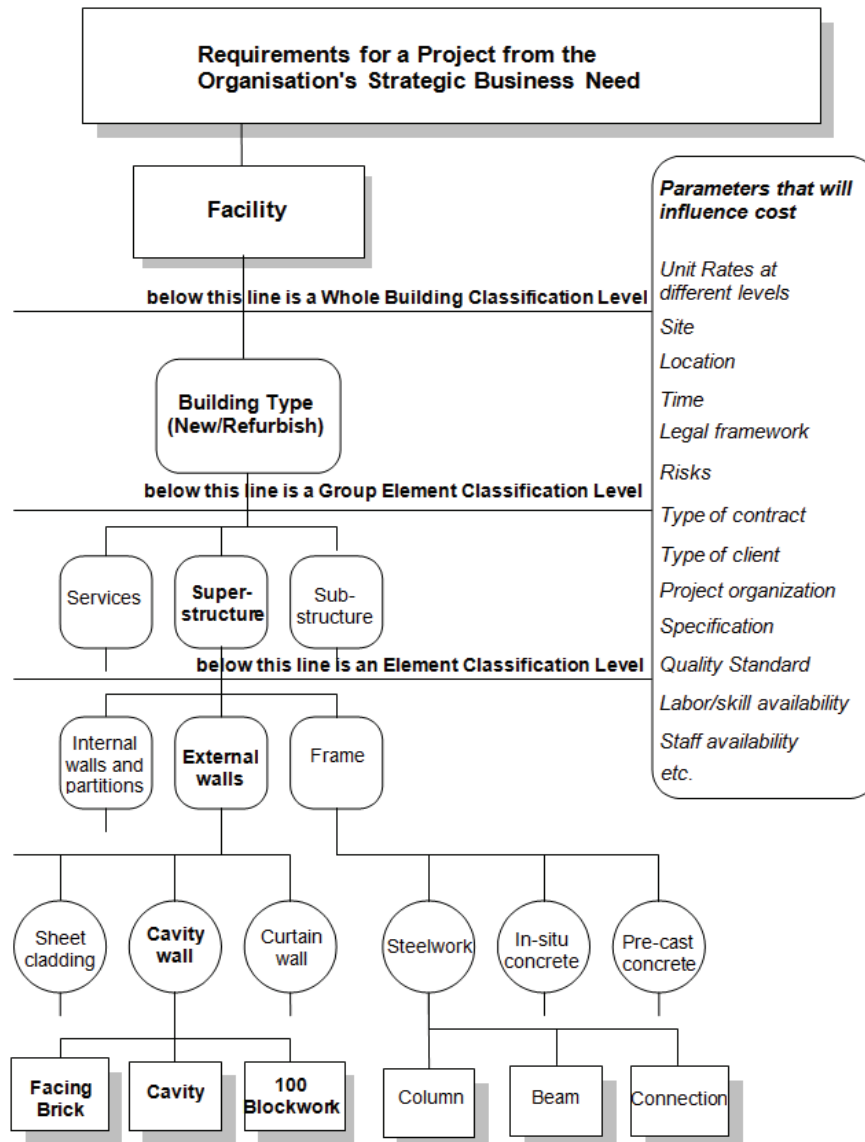 Requirements for a Project from the
Organisation's Strategic Business Need
Facility
Parameters that will
influence cost
Unit Rates at
different levels
Site
Location
Time
Legal framework
Risks
Type of contract
Type of client
Project organization
Specification
Quality Standard
Labor/skill availability
Staff availability
etc.
below this line is a Whole Building Classification Level
Building Type
(New/Refurbish)
below this line is a Group Element Classification Level
Services
Super-
structure
Sub-
structure
below this line is an Element Classification Level
Internal
walls and
partitions
External
walls
Frame
Sheet
cladding
Cavity
wall
Curtain
wall
Steelwork
In-situ
concrete
Pre-cast
concrete
Facing
Brick
Cavity
100
Blockwork
Column
Beam
Connection